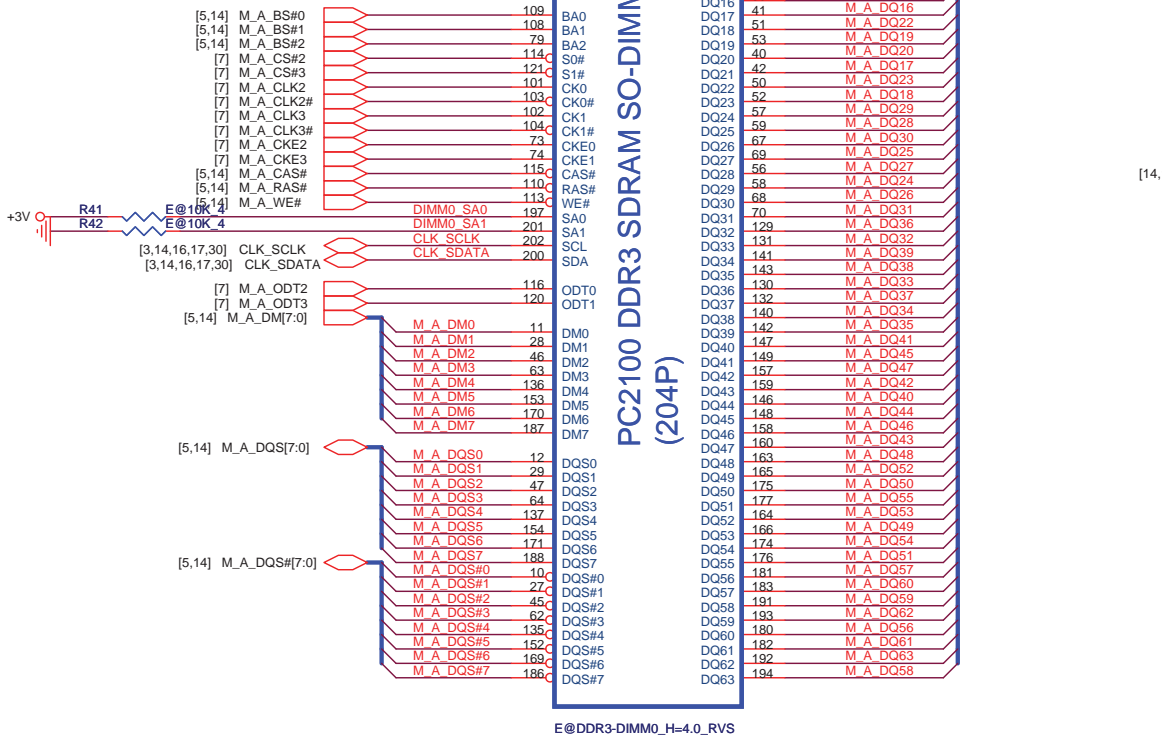 DQ16
[5,14] M_A_BS#0 109 BA0 DQ17 41 M_A_DQ16
[5,14] M_A_BS#1 108 BA1 DQ18 51 M_A_DQ22
[5,14] M_A_BS#2 79 BA2 DQ19 53 M_A_DQ19
[7] M_A_CS#2 114 S0# DQ20 40 M_A_DQ20
[7] M_A_CS#3 121 S1# DQ21 42 M_A_DQ17
[7] M_A_CLK2 101 CK0 DQ22 50 M_A_DQ23
[7] M_A_CLK2# 103 CK0# DQ23 52 M_A_DQ18
[7] M_A_CLK3 102 CK1 DQ24 57 M_A_DQ29
[7] M_A_CLK3# 104 CK1# DQ25 59 M_A_DQ28
[7] M_A_CKE2 73 CKE0 DQ26 67 M_A_DQ30
[7] M_A_CKE3 74 CKE1 DQ27 69 M_A_DQ25
[5,14] M_A_CAS# 115 CAS# DQ28 56 M_A_DQ27
[14,
[5,14] M_A_RAS# 110 RAS# DQ29 58 M_A_DQ24
[5,14] M_A_WE# 113 WE# DQ30 68 M_A_DQ26
+3V R41 E@10K_4 DIMM0_SA0 197 SA0 DQ31 70 M_A_DQ31
R42 E@10K_4 DIMM0_SA1 201 SA1 DQ32 129 M_A_DQ36
[3,14,16,17,30] CLK_SCLK CLK_SCLK 202 SCL DQ33 131 M_A_DQ32
[3,14,16,17,30] CLK_SDATA CLK_SDATA 200 SDA DQ34 141 M_A_DQ39
DQ35 143 M_A_DQ38
[7] M_A_ODT2 116 ODT0 DQ36 130 M_A_DQ33
[7] M_A_ODT3 120 ODT1 DQ37 132 M_A_DQ37
[5,14] M_A_DM[7:0] DQ38 140 M_A_DQ34
M_A_DM0 11 DM0 DQ39 142 M_A_DQ35
M_A_DM1 28 DM1 DQ40 147 M_A_DQ41
M_A_DM2 46 DM2 DQ41 149 M_A_DQ45
M_A_DM3 63 DM3 DQ42 157 M_A_DQ47
M_A_DM4 136 DM4 DQ43 159 M_A_DQ42
M_A_DM5 153 DM5 DQ44 146 M_A_DQ40
M_A_DM6 170 DM6 DQ45 148 M_A_DQ44
M_A_DM7 187 DM7 DQ46 158 M_A_DQ46
[5,14] M_A_DQS[7:0] DQ47 160 M_A_DQ43
M_A_DQS0 12 DQS0 DQ48 163 M_A_DQ48
M_A_DQS1 29 DQS1 DQ49 165 M_A_DQ52
M_A_DQS2 47 DQS2 DQ50 175 M_A_DQ50
M_A_DQS3 64 DQS3 DQ51 177 M_A_DQ55
M_A_DQS4 137 DQS4 DQ52 164 M_A_DQ53
M_A_DQS5 154 DQS5 DQ53 166 M_A_DQ49
M_A_DQS6 171 DQS6 DQ54 174 M_A_DQ54
[5,14] M_A_DQS#[7:0] M_A_DQS7 188 DQS7 DQ55 176 M_A_DQ51
M_A_DQS#0 10 DQS#0 DQ56 181 M_A_DQ57
M_A_DQS#1 27 DQS#1 DQ57 183 M_A_DQ60
M_A_DQS#2 45 DQS#2 DQ58 191 M_A_DQ59
M_A_DQS#3 62 DQS#3 DQ59 193 M_A_DQ62
M_A_DQS#4 135 DQS#4 DQ60 180 M_A_DQ56
M_A_DQS#5 152 DQS#5 DQ61 182 M_A_DQ61
M_A_DQS#6 169 DQS#6 DQ62 192 M_A_DQ63
M_A_DQS#7 186 DQS#7 DQ63 194 M_A_DQ58
PC2100 DDR3 SDRAM SO-DIMM
(204P)
E@DDR3-DIMM0_H=4.0_RVS